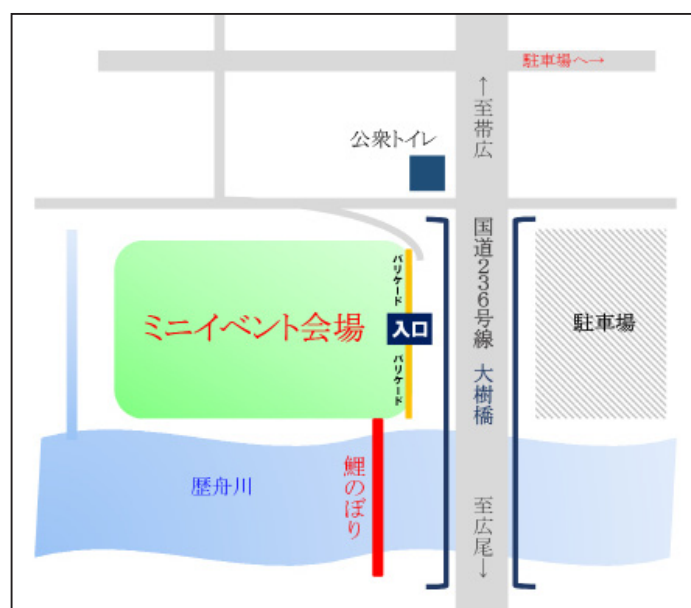 駐車場へ→
←至帯広
公衆トイレ
国道236号線 大樹橋
バリケード
ミニイベント会場
入口
駐車場
バリケード
歴舟川
鯉のぼり
至広尾→